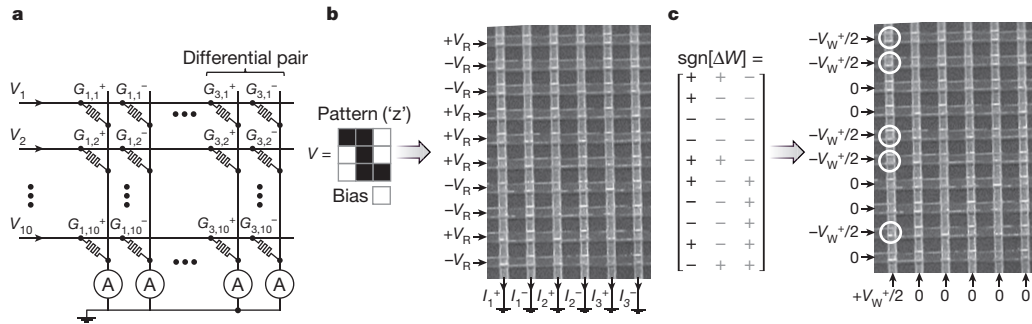 a
Differential pair
V1 G1,1+ G1,1− G3,1+ G3,1−
V2 G1,2+ G1,2− G3,2+ G3,2−
V10 G1,10+ G1,10− G3,10+ G3,10−
A A A A
b
Pattern ('z')
V =
Bias
+VR
−VR
−VR
+VR
+VR
+VR
−VR
−VR
+VR
−VR
I1+ I1− I2+ I2− I3+ I3−
c
sgn[ΔW] =
+ + −
+ − −
− − −
− − −
+ + −
+ − +
− − +
− − +
+ − +
− + +
−VW+/2
−VW+/2
0
0
−VW+/2
−VW+/2
0
0
−VW+/2
0
+VW+/2 0 0 0 0 0